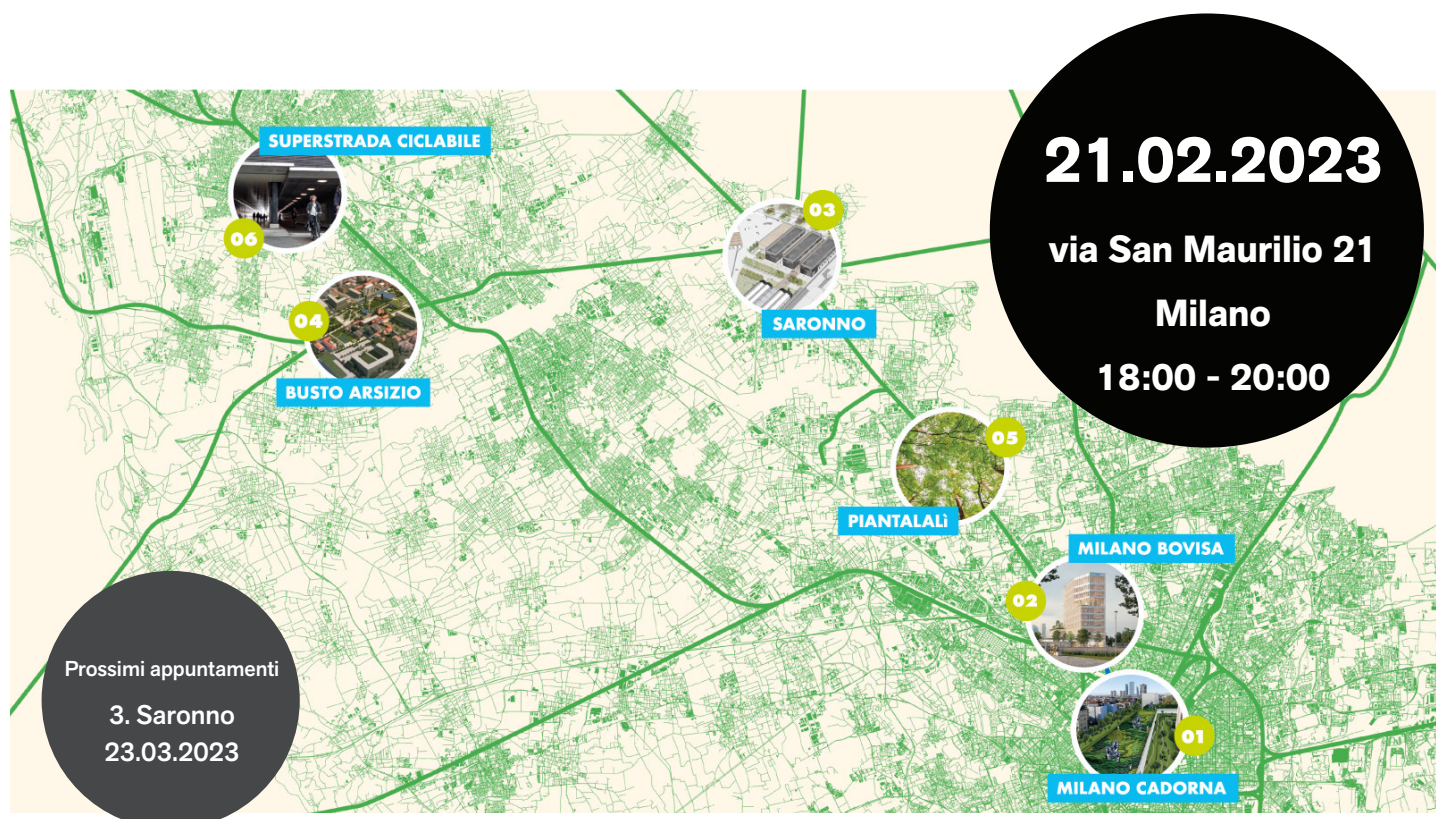 21.02.2023
via San Maurilio 21
Milano
18:00 - 20:00
SUPERSTRADA CICLABILE
06
03
SARONNO
04
BUSTO ARSIZIO
05
PIANTALALì
MILANO BOVISA
02
01
MILANO CADORNA
Prossimi appuntamenti
3. Saronno
23.03.2023